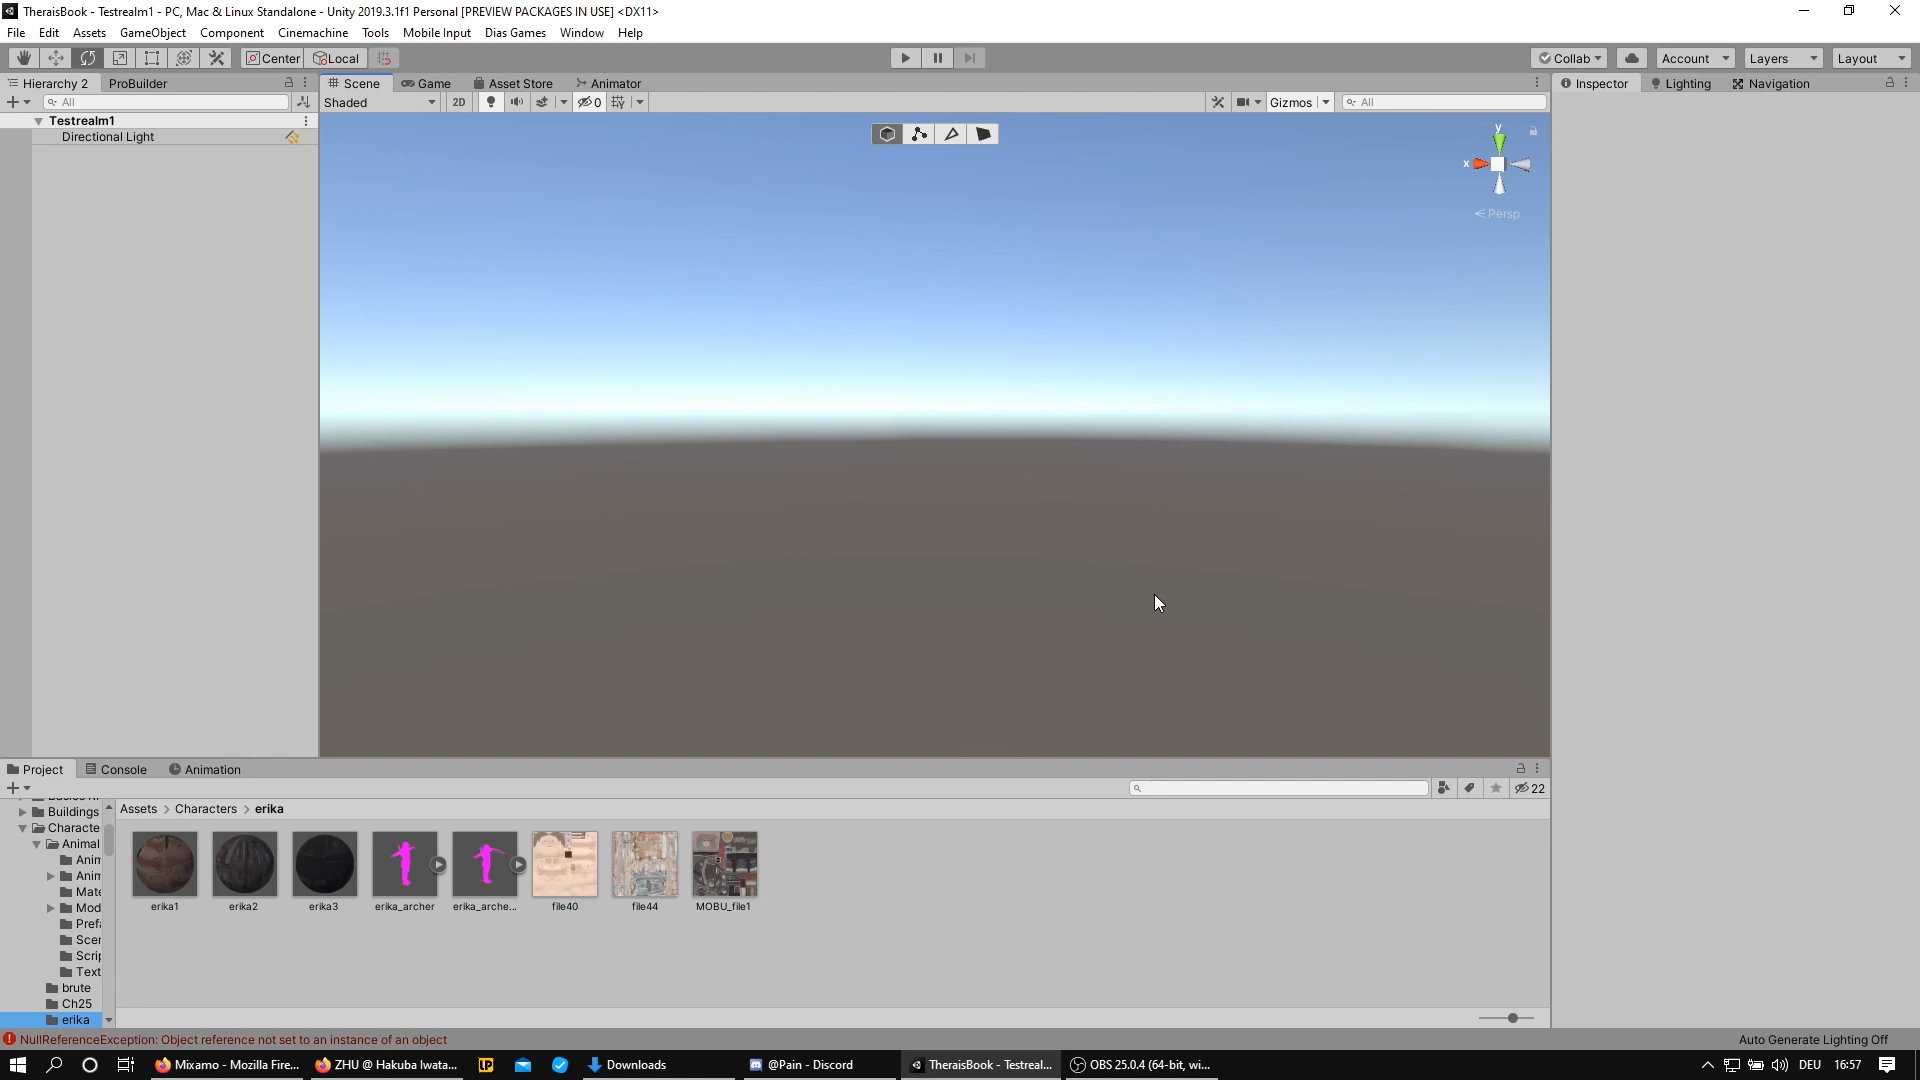 TheraisBook - Testrealm1 - PC, Mac & Linux Standalone - Unity 2019.3.1f1 Personal [PREVIEW PACKAGES IN USE] <DX11>
File Edit Assets GameObject Component Cinemachine Tools Mobile Input Dias Games Window Help
Center Local Collab Account Layers Layout
Hierarchy 2 ProBuilder Scene Game Asset Store Animator Inspector Lighting Navigation
All Shaded 2D 0 Gizmos All
Testrealm1
Directional Light
y
x
Persp
Project Console Animation
22
Buildings
Assets > Characters > erika
Characte
Animal
Anim
Anim
Mate
Mod
Prefa
Scen
Scrip
Text
brute
Ch25
erika
erika1 erika2 erika3 erika_archer erika_arche... file40 file44 MOBU_file1
NullReferenceException: Object reference not set to an instance of an object
Auto Generate Lighting Off
Mixamo - Mozilla Fire... ZHU @ Hakuba Iwata... Downloads @Pain - Discord TheraisBook - Testreal... OBS 25.0.4 (64-bit, wi... DEU 16:57